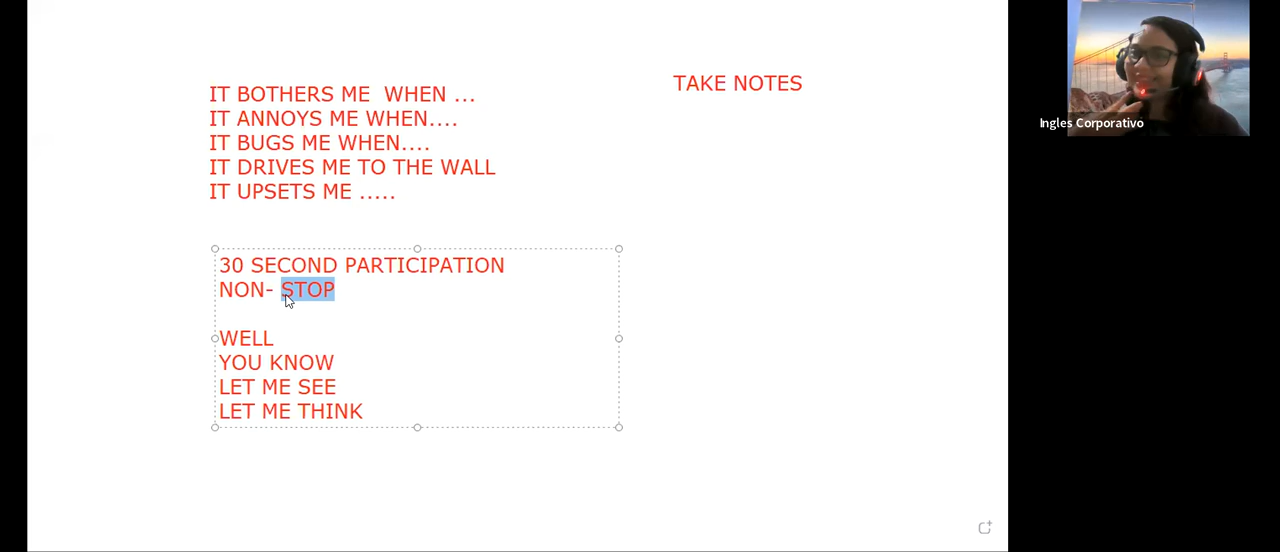 IT BOTHERS ME  WHEN ...
IT ANNOYS ME WHEN....
IT BUGS ME WHEN....
IT DRIVES ME TO THE WALL
IT UPSETS ME .....
TAKE NOTES
30 SECOND PARTICIPATION
NON- STOP
WELL
YOU KNOW
LET ME SEE
LET ME THINK
Ingles Corporativo